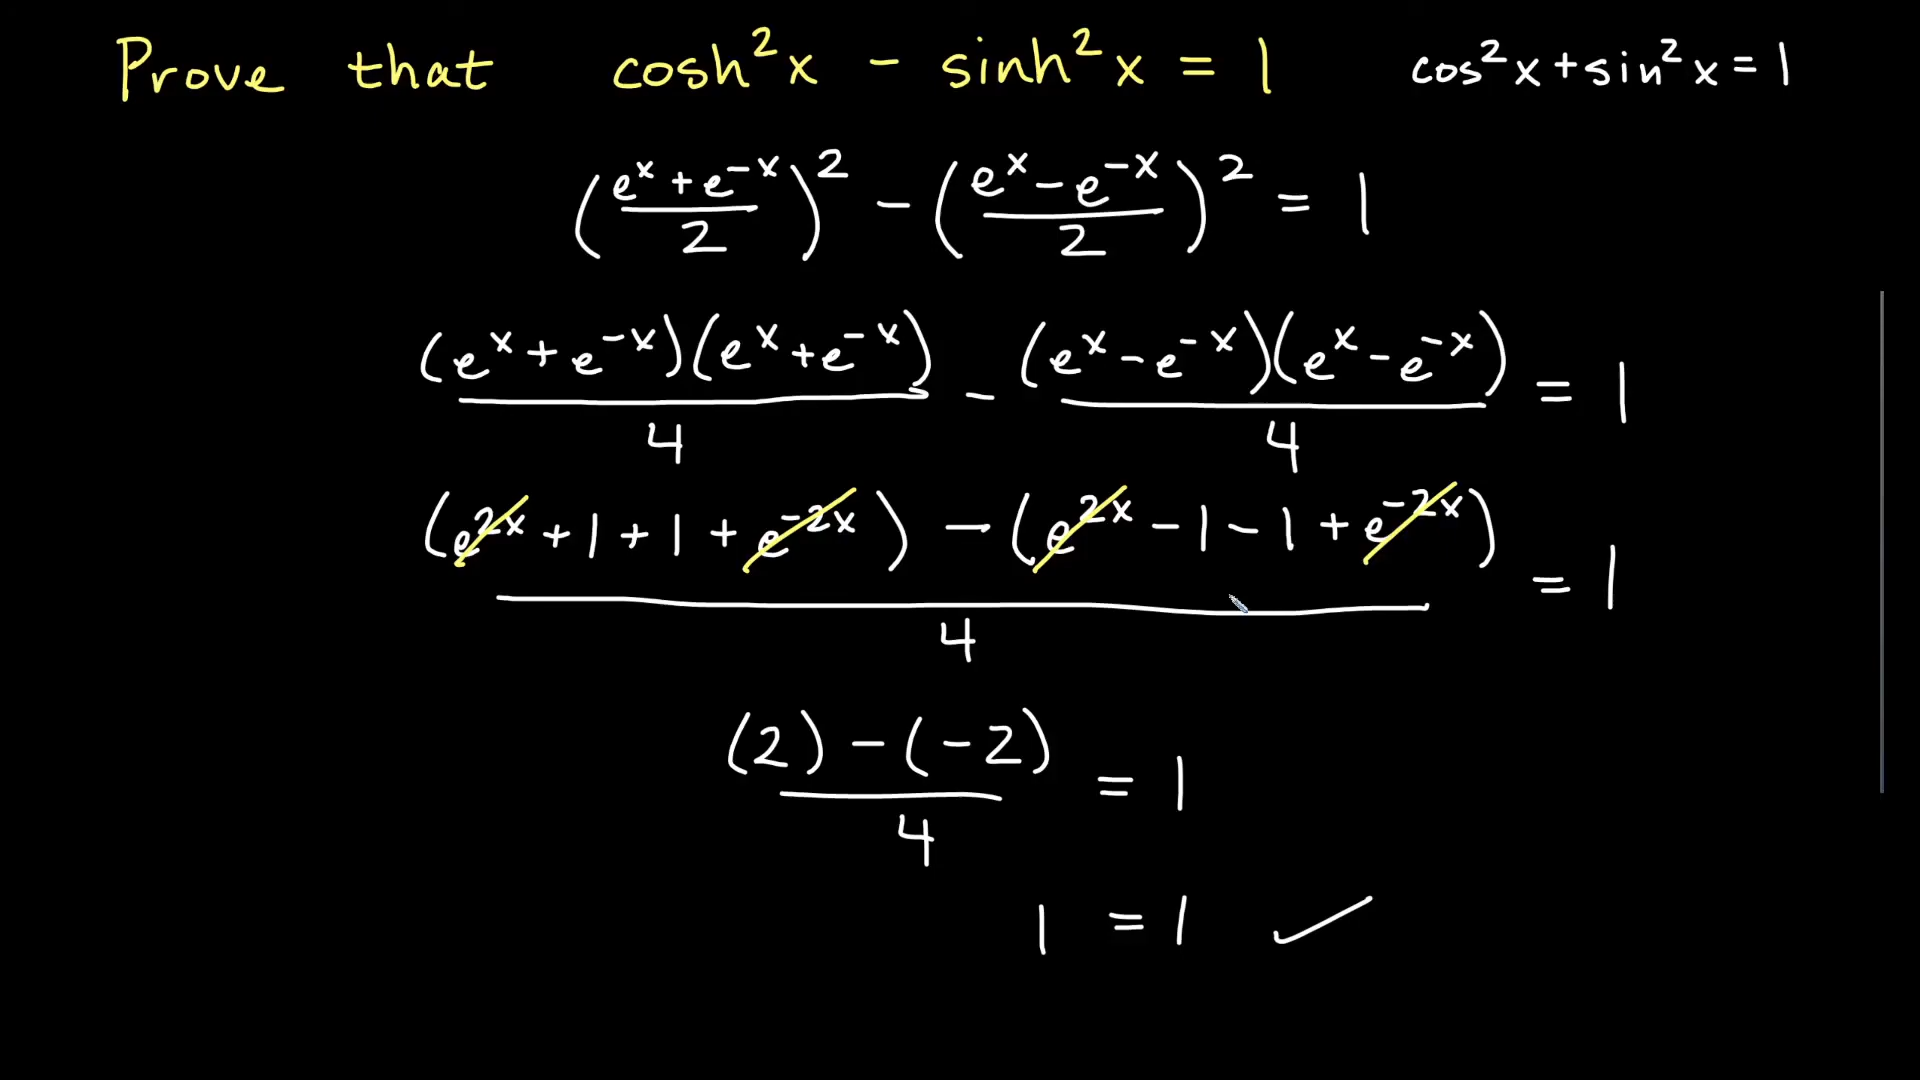 Prove that cosh²x - sinh²x = 1 cos²x + sin²x = 1
((eˣ + e⁻ˣ)/2)² - ((eˣ - e⁻ˣ)/2)² = 1
(eˣ + e⁻ˣ)(eˣ + e⁻ˣ)/4 - (eˣ - e⁻ˣ)(eˣ - e⁻ˣ)/4 = 1
((e²ˣ + 1 + 1 + e⁻²ˣ) - (e²ˣ - 1 - 1 + e⁻²ˣ))/4 = 1
((2) - (-2))/4 = 1
1 = 1 ✓